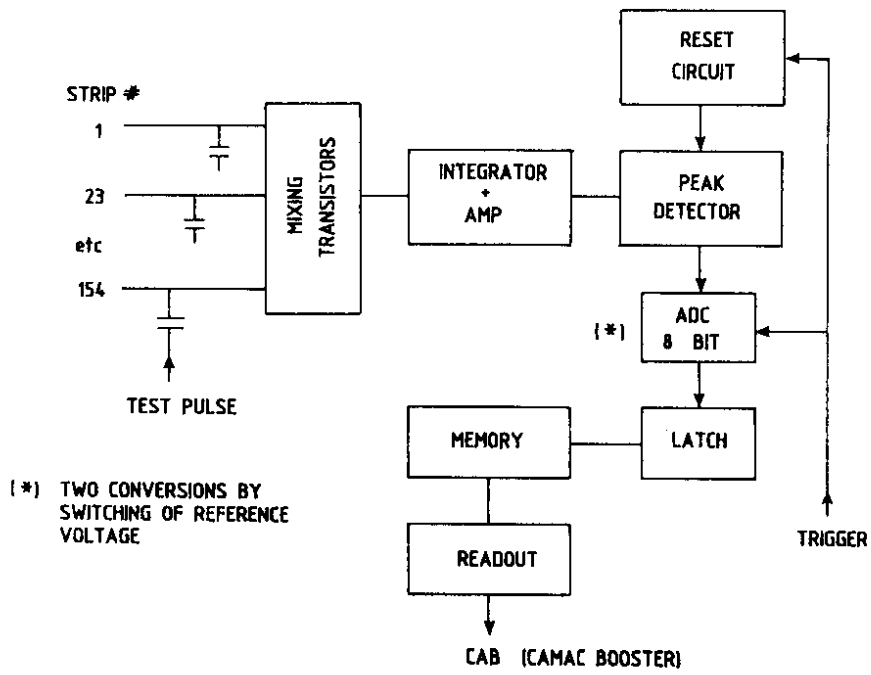 STRIP #
1
23
etc
154
TEST PULSE
MIXING
TRANSISTORS
INTEGRATOR
+
AMP
RESET
CIRCUIT
PEAK
DETECTOR
(*)
ADC
8 BIT
LATCH
MEMORY
READOUT
CAB (CAMAC BOOSTER)
TRIGGER
(*) TWO CONVERSIONS BY
SWITCHING OF REFERENCE
VOLTAGE